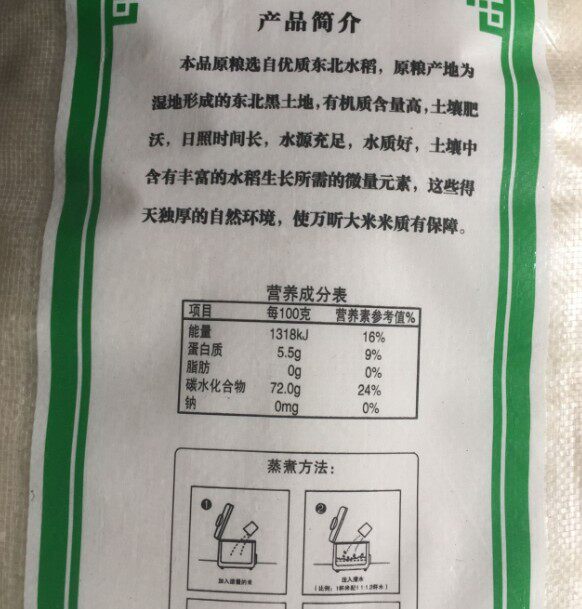 产品简介
本品原粮选自优质东北水稻，原粮产地为
湿地形成的东北黑土地，有机质含量高，土壤肥
沃，日照时间长，水源充足，水质好，土壤中
含有丰富的水稻生长所需的微量元素，这些得
天独厚的自然环境，使万昕大米米质有保障。
营养成分表
项目 每100克 营养素参考值%
能量 1318kJ 16%
蛋白质 5.5g 9%
脂肪 0g 0%
碳水化合物 72.0g 24%
钠 0mg 0%
蒸煮方法：
1 2
加入适量的米 加入清水